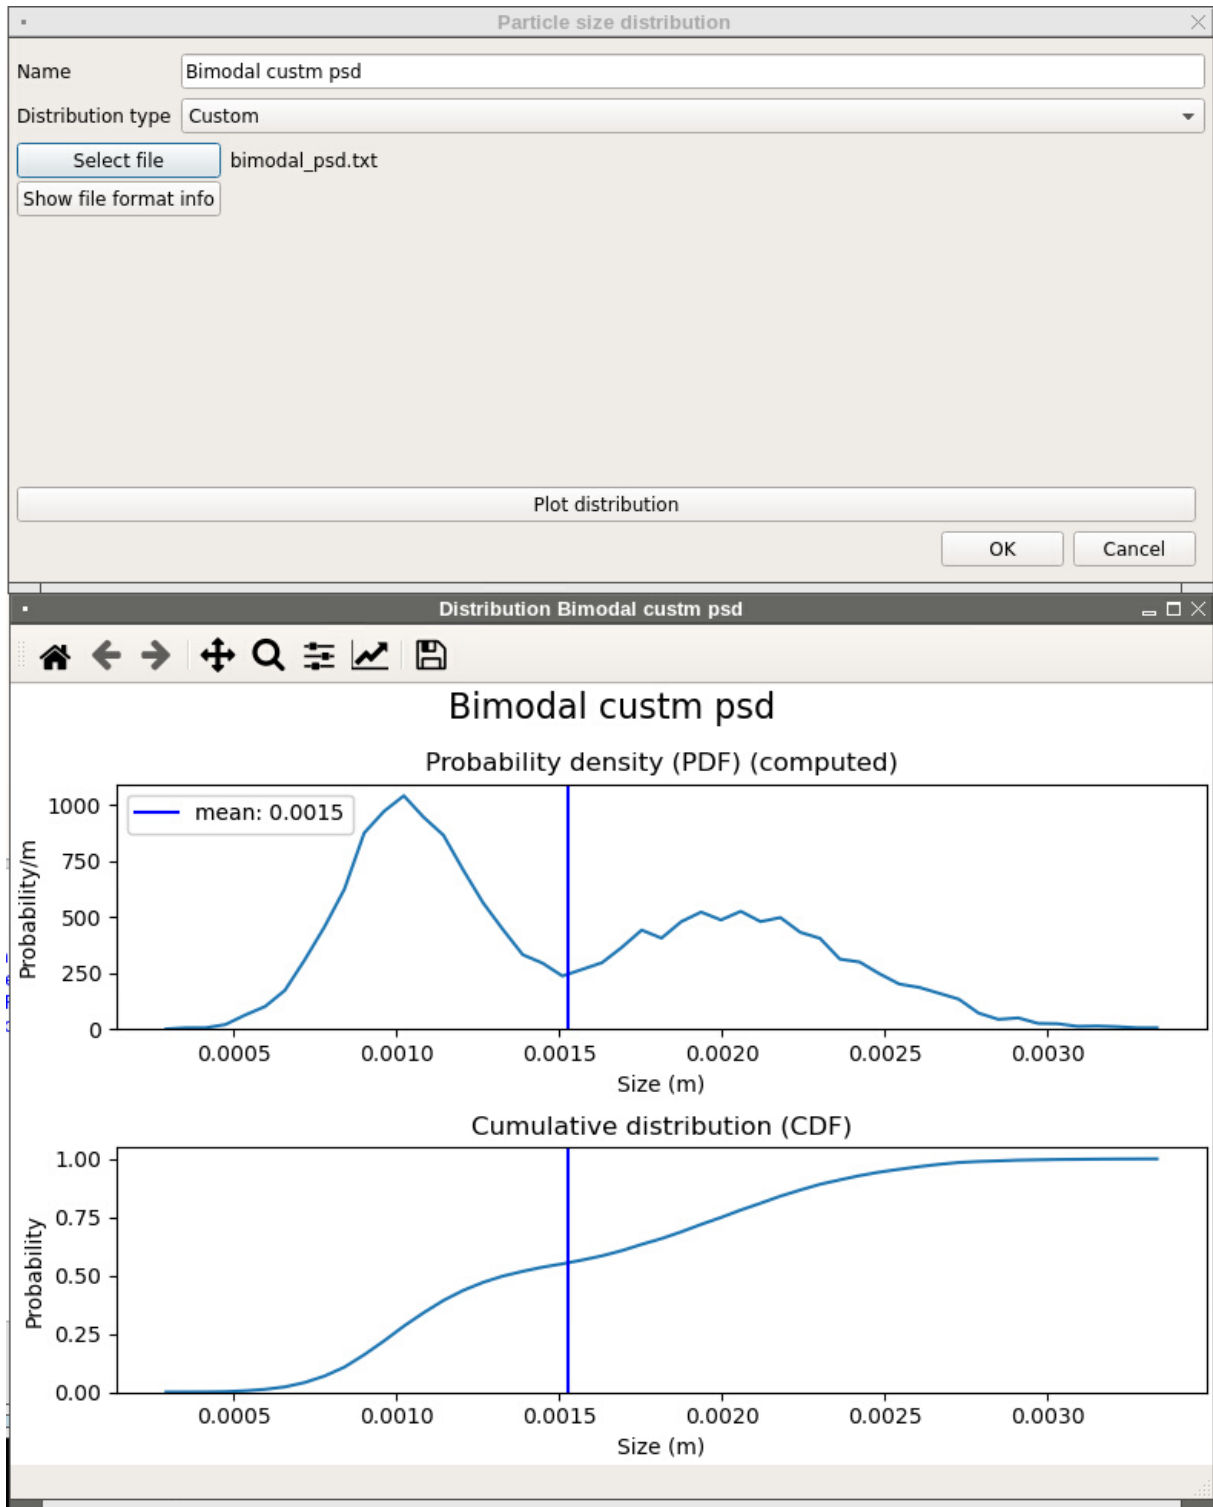 Particle size distribution
Name Bimodal custm psd
Distribution type Custom
Select file bimodal_psd.txt
Show file format info
Plot distribution
OK Cancel
Distribution Bimodal custm psd
Bimodal custm psd
Probability density (PDF) (computed)
mean: 0.0015
Probability/m
1000
750
500
250
0
0.0005 0.0010 0.0015 0.0020 0.0025 0.0030
Size (m)
Cumulative distribution (CDF)
Probability
1.00
0.75
0.50
0.25
0.00
0.0005 0.0010 0.0015 0.0020 0.0025 0.0030
Size (m)